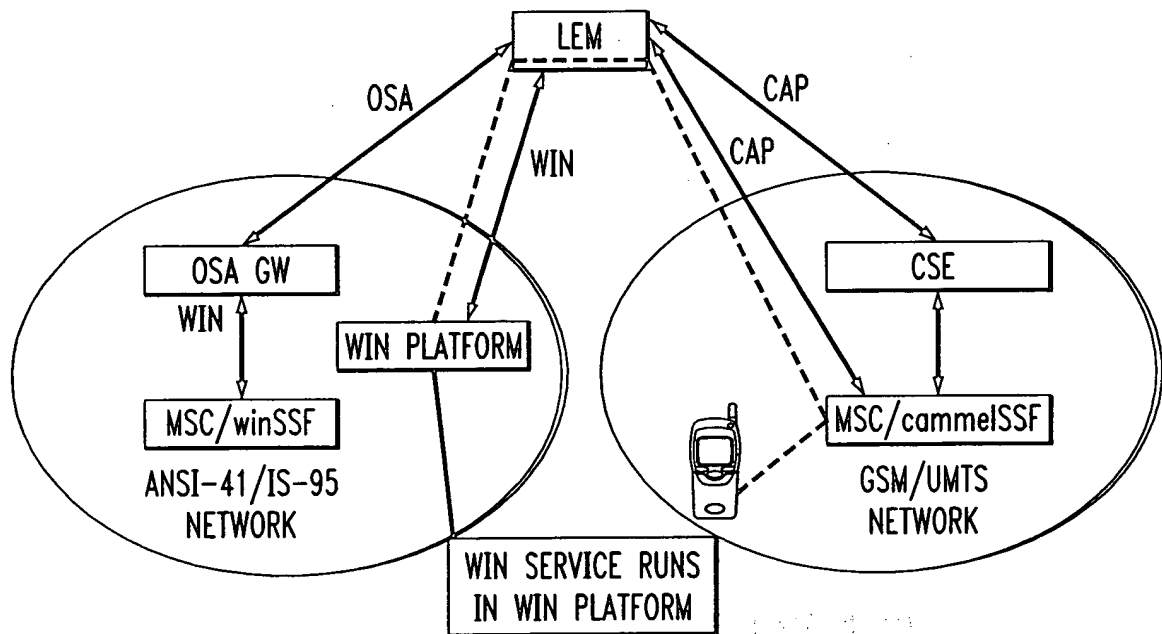 LEM
OSA
WIN
CAP
CAP
OSA GW
WIN
WIN PLATFORM
MSC/winSSF
ANSI-41/IS-95
NETWORK
CSE
MSC/cammelSSF
GSM/UMTS
NETWORK
WIN SERVICE RUNS
IN WIN PLATFORM